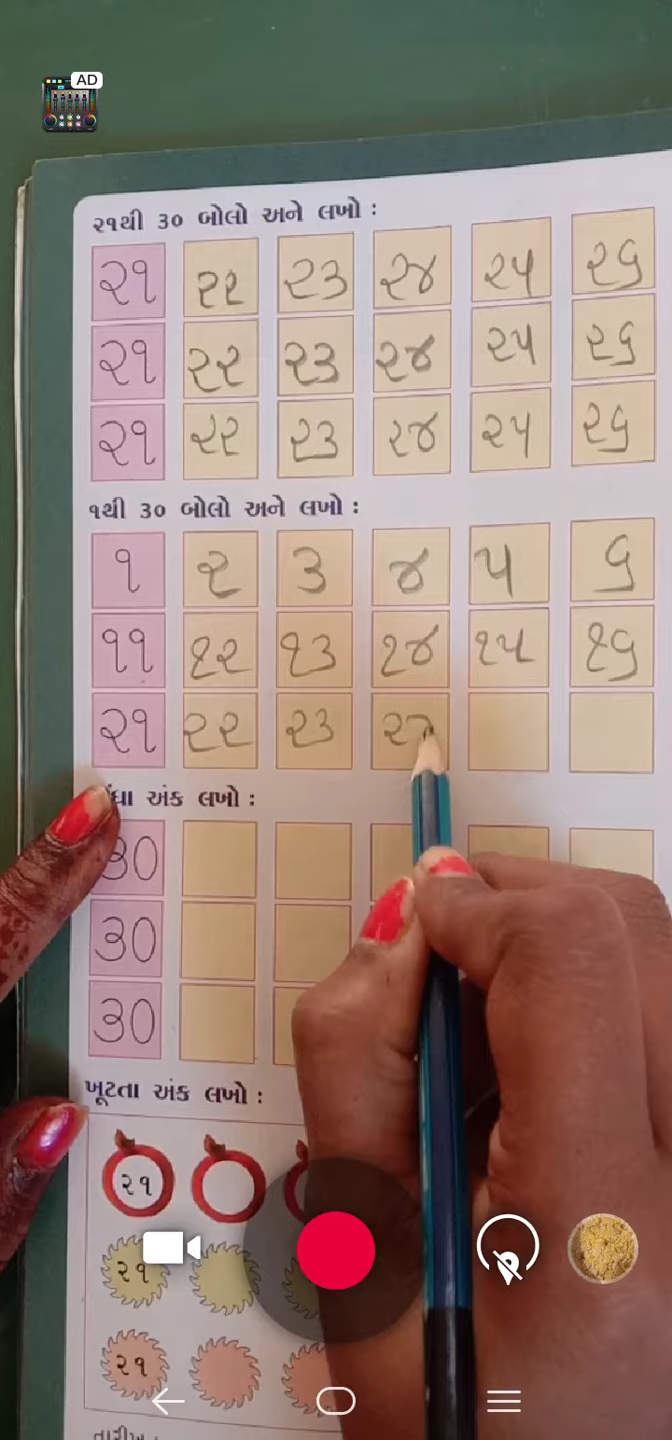 AD
૨૧થી ૩૦ બોલો અને લખો :
૨૧ ૨૨ ૨૩ ૨૪ ૨૫ ૨૬
૨૧ ૨૨ ૨૩ ૨૪ ૨૫ ૨૬
૨૧ ૨૨ ૨૩ ૨૪ ૨૫ ૨૬
૧થી ૩૦ બોલો અને લખો :
૧ ૨ ૩ ૪ ૫ ૬
૧૧ ૧૨ ૧૩ ૧૪ ૧૫ ૧૬
૨૧ ૨૨ ૨૩
અંક લખો :
૩૦
૩૦
૩૦
ખૂટતા અંક લખો :
૨૧
૨૧
૨૧